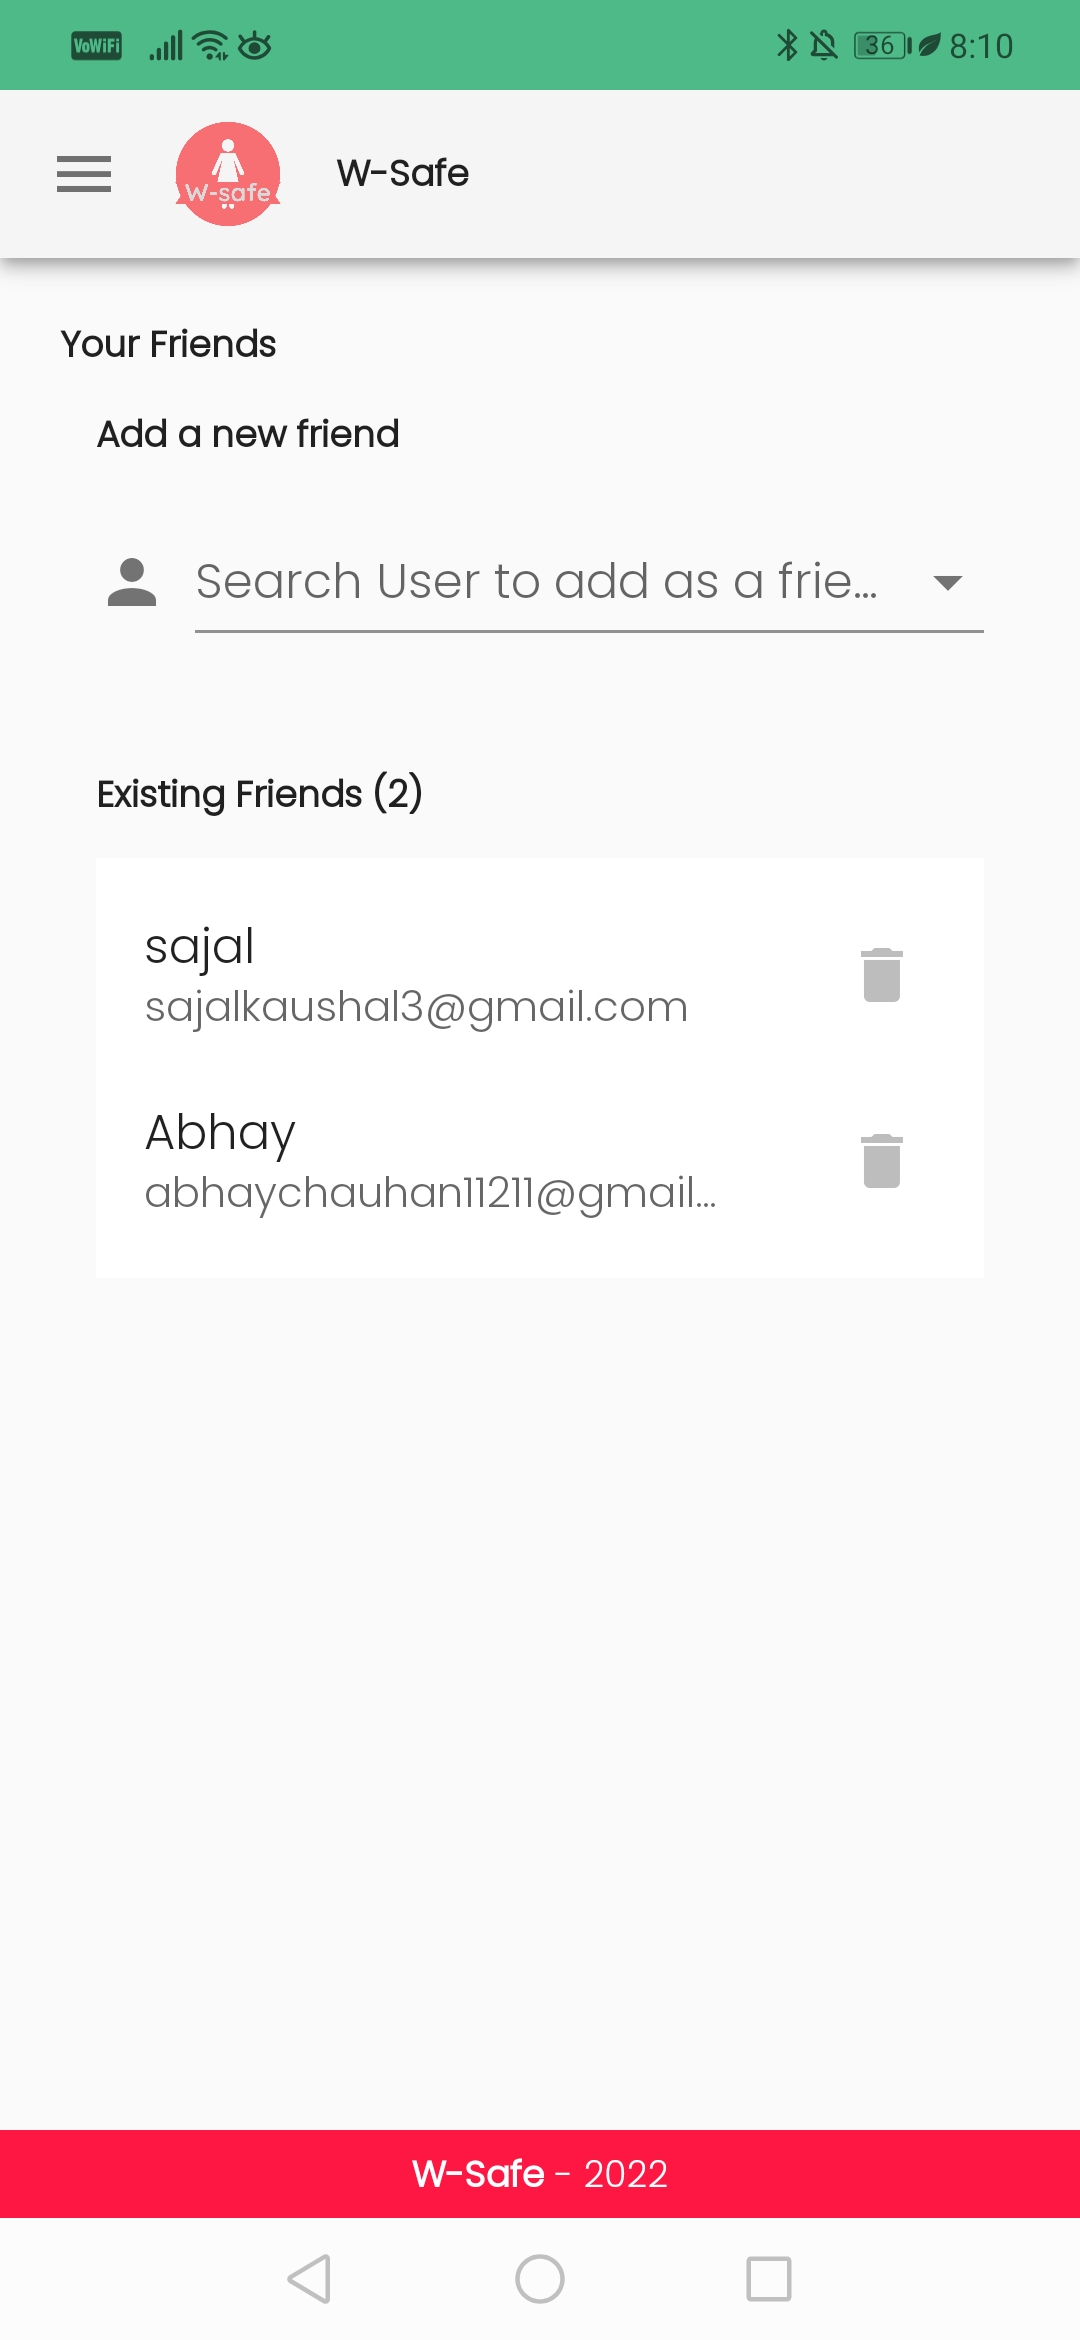 VoWiFi 36 8:10
W-safe
W-Safe
Your Friends
Add a new friend
Search User to add as a frie...
Existing Friends (2)
sajal
sajalkaushal3@gmail.com
Abhay
abhaychauhan11211@gmail...
W-Safe - 2022